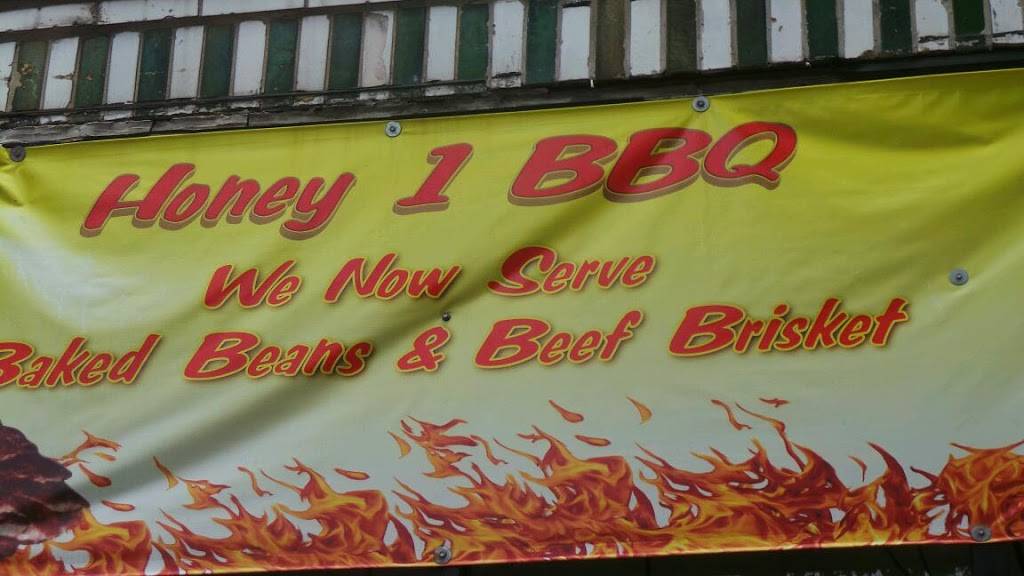 Honey 1 BBQ
We Now Serve
Baked Beans & Beef Brisket